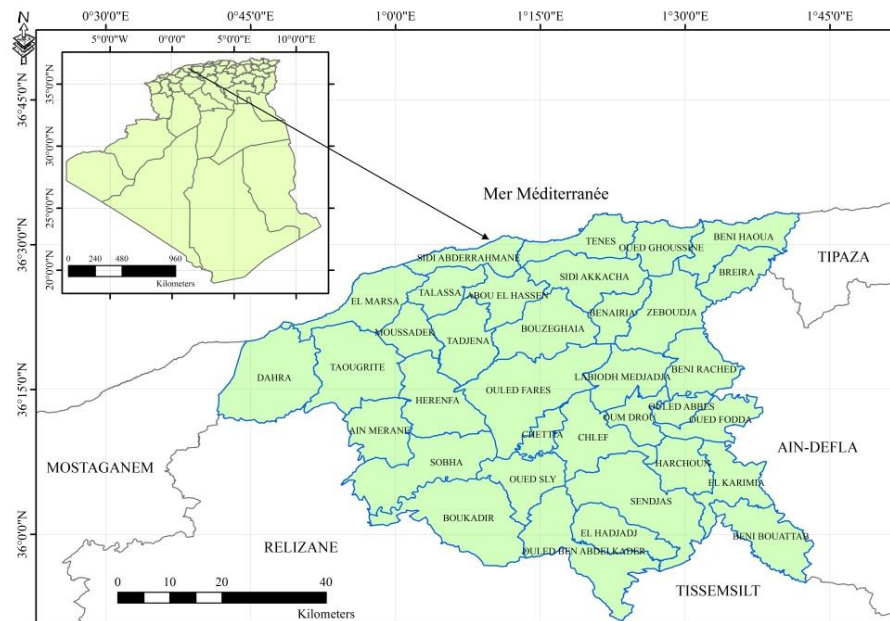 0°30'0"E 0°45'0"E 1°0'0"E 1°15'0"E 1°30'0"E 1°45'0"E
N
5°0'0"W 0°0'0" 5°0'0"E 10°0'0"E
36°45'0"N
36°30'0"N
36°15'0"N
36°0'0"N
35°0'0"N
30°0'0"N
25°0'0"N
20°0'0"N
0 240 480 960
Kilometers
Mer Méditerranée
TENES
BENI HAOUA
OUED GHOUSSINE
TIPAZA
SIDI ABDERRAHMANE
SIDI AKKACHA
BREIRA
TALASSA
ABOU EL HASSEN
EL MARSA
BENAIRIA
ZEBOUDJA
MOUSSADEK
BOUZEGHAIA
TADJENA
TAOUGRITE
BENI RACHED
DAHRA
LABIODH MEDJADJA
OULED FARES
HERENFA
OULED ABBES
OUM DROU
OUED FODDA
AIN MERANE
CHETTIA
CHLEF
AIN-DEFLA
MOSTAGANEM
SOBHA
HARCHOUN
OUED SLY
EL KARIMIA
SENDJAS
BOUKADIR
EL HADJADJ
BENI BOUATTAB
RELIZANE
OULED BEN ABDELKADER
TISSEMSILT
0 10 20 40
Kilometers